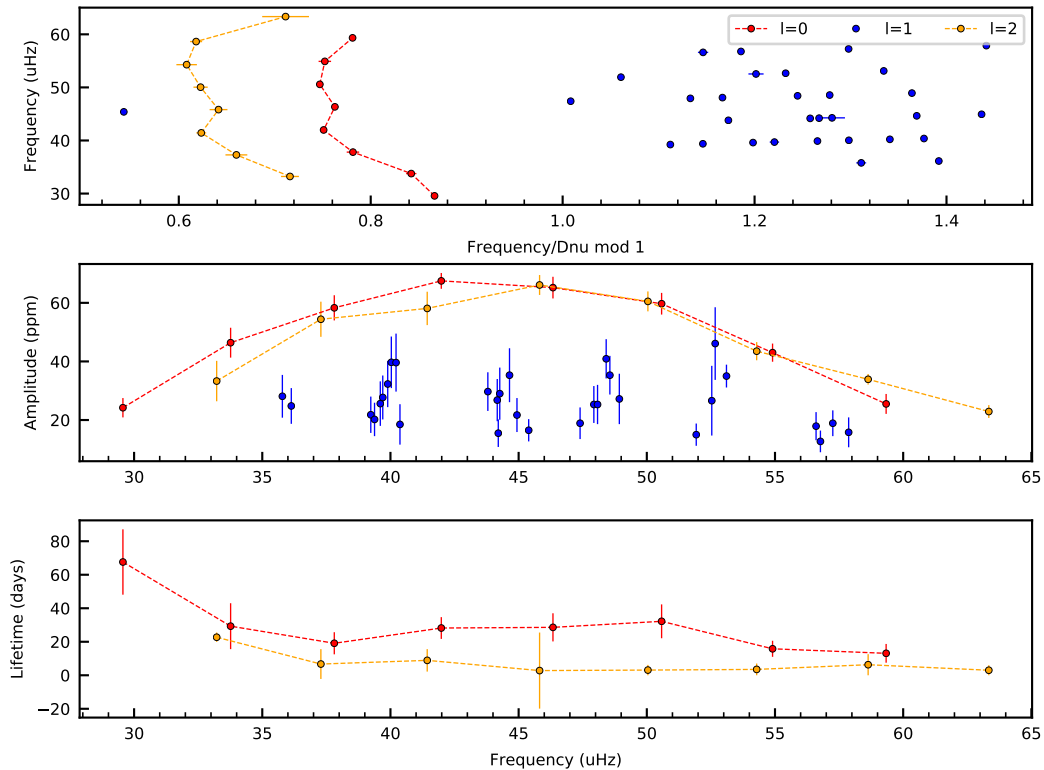 l=0 l=1 l=2
Frequency (uHz)
60
50
40
30
0.6 0.8 1.0 1.2 1.4
Frequency/Dnu mod 1
Amplitude (ppm)
60
40
20
30 35 40 45 50 55 60 65
Lifetime (days)
80
60
40
20
0
−20
30 35 40 45 50 55 60 65
Frequency (uHz)